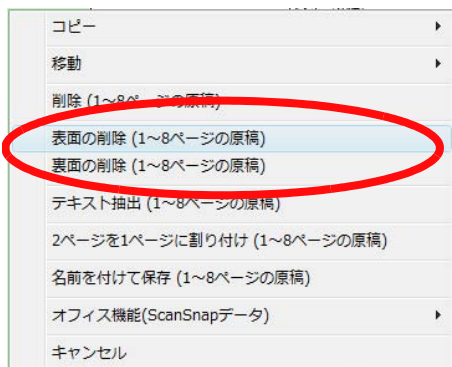 コピー
移動
削除 (1～8ページの原稿)
表面の削除 (1～8ページの原稿)
裏面の削除 (1～8ページの原稿)
テキスト抽出 (1～8ページの原稿)
2ページを1ページに割り付け (1～8ページの原稿)
名前を付けて保存 (1～8ページの原稿)
オフィス機能(ScanSnapデータ)
キャンセル